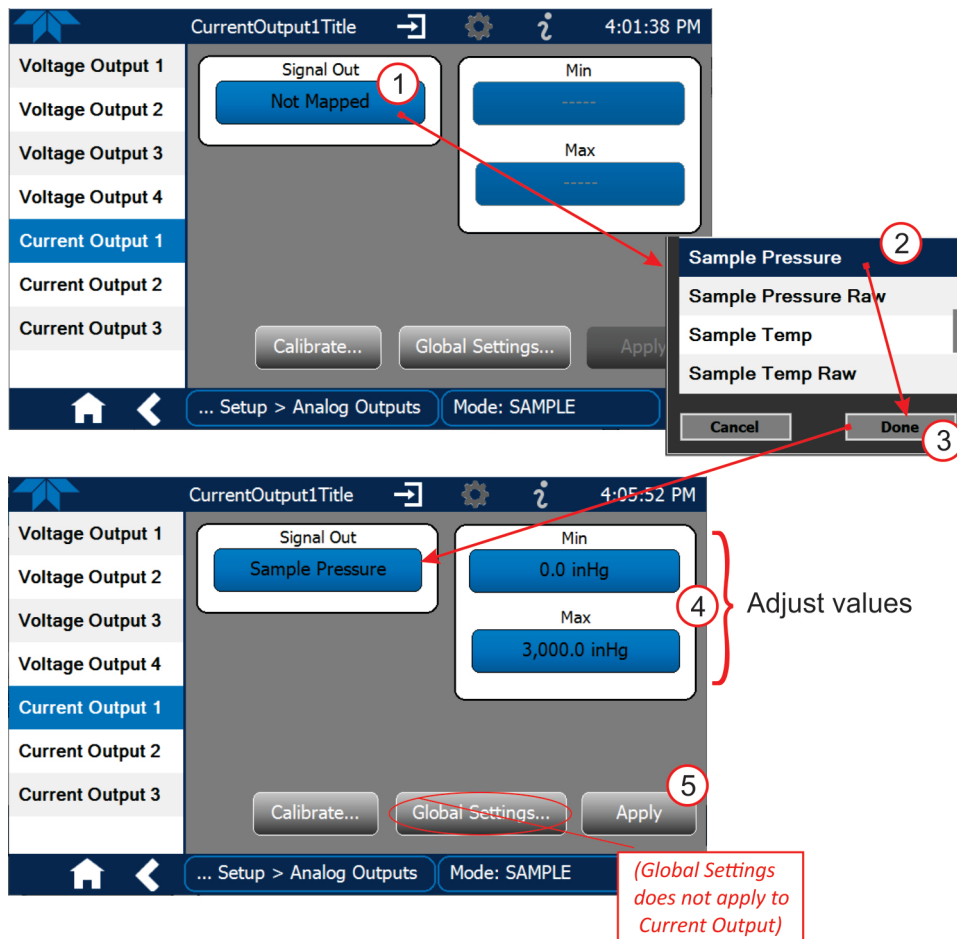 CurrentOutput1Title 4:01:38 PM
Voltage Output 1
Voltage Output 2
Voltage Output 3
Voltage Output 4
Current Output 1
Current Output 2
Current Output 3
Signal Out
Not Mapped
1
Min
-----
Max
-----
Calibrate...
Global Settings...
Apply
... Setup > Analog Outputs
Mode: SAMPLE
2
Sample Pressure
Sample Pressure Raw
Sample Temp
Sample Temp Raw
Cancel
Done
3
CurrentOutput1Title 4:05:52 PM
Voltage Output 1
Voltage Output 2
Voltage Output 3
Voltage Output 4
Current Output 1
Current Output 2
Current Output 3
Signal Out
Sample Pressure
Min
0.0 inHg
Max
3,000.0 inHg
4
Adjust values
Calibrate...
Global Settings...
Apply
5
... Setup > Analog Outputs
Mode: SAMPLE
(Global Settings
does not apply to
Current Output)